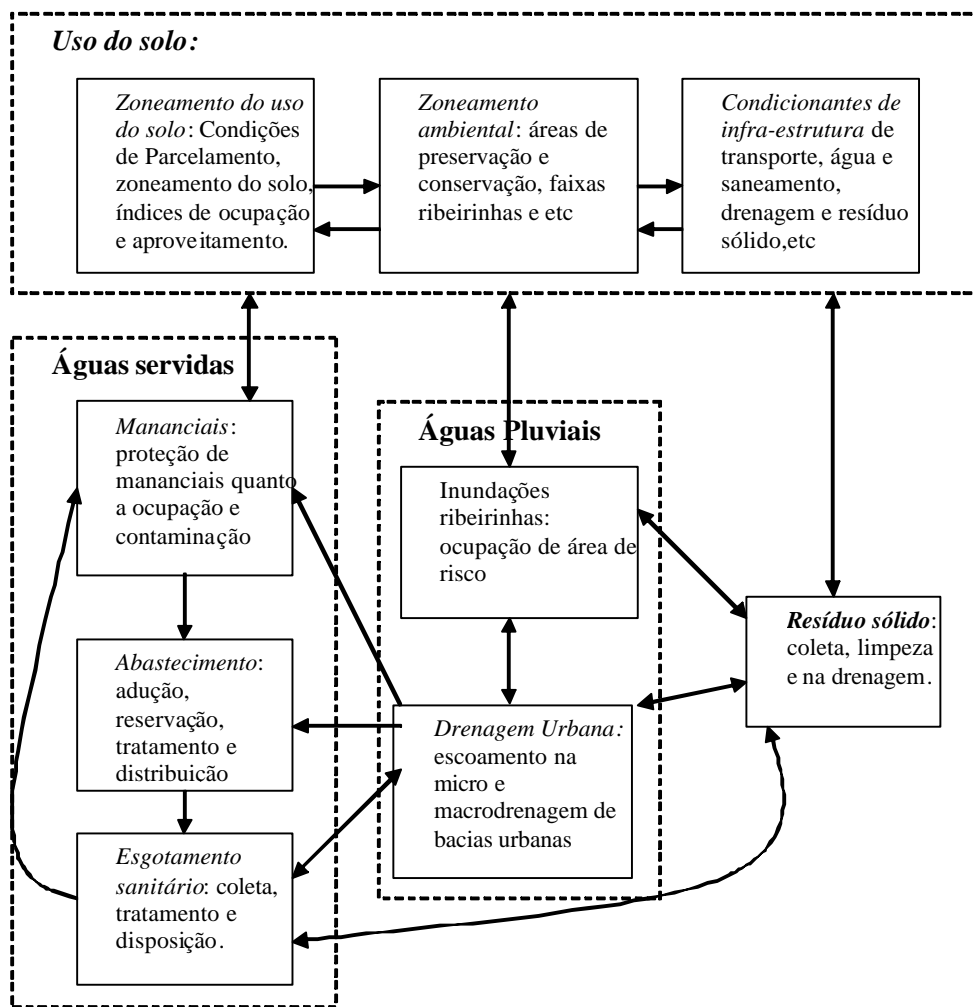 Uso do solo:
Zoneamento do uso
do solo: Condições
de Parcelamento,
zoneamento do solo,
índices de ocupação
e aproveitamento.
Zoneamento
ambiental: áreas de
preservação e
conservação, faixas
ribeirinhas e etc
Condicionantes de
infra-estrutura de
transporte, água e
saneamento,
drenagem e resíduo
sólido,etc
Águas servidas
Mananciais:
proteção de
mananciais quanto
a ocupação e
contaminação
Abastecimento:
adução,
reservação,
tratamento e
distribuicão
Esgotamento
sanitário: coleta,
tratamento e
disposição.
Águas Pluviais
Inundações
ribeirinhas:
ocupação de área de
risco
Drenagem Urbana:
escoamento na
micro e
macrodrenagem de
bacias urbanas
Resíduo sólido:
coleta, limpeza
e na drenagem.